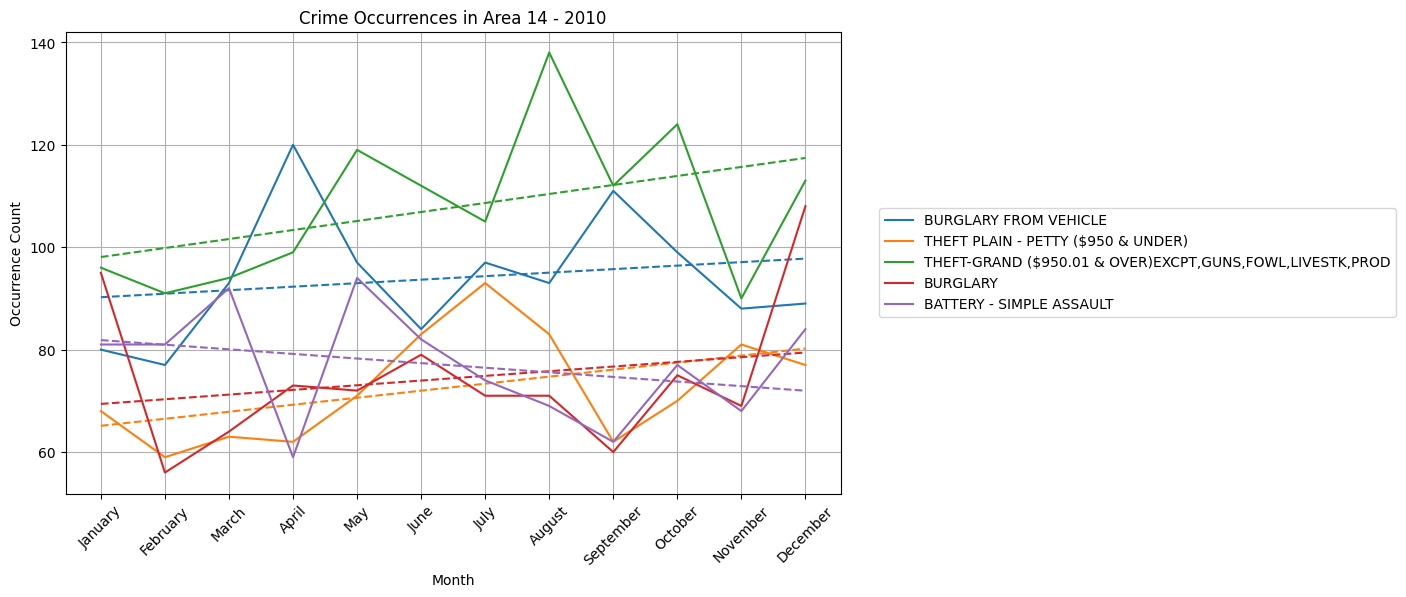 Crime Occurrences in Area 14 - 2010
Occurrence Count
140
120
100
80
60
January
February
March
April
May
June
July
August
September
October
November
December
Month
BURGLARY FROM VEHICLE
THEFT PLAIN - PETTY ($950 & UNDER)
THEFT-GRAND ($950.01 & OVER)EXCPT,GUNS,FOWL,LIVESTK,PROD
BURGLARY
BATTERY - SIMPLE ASSAULT